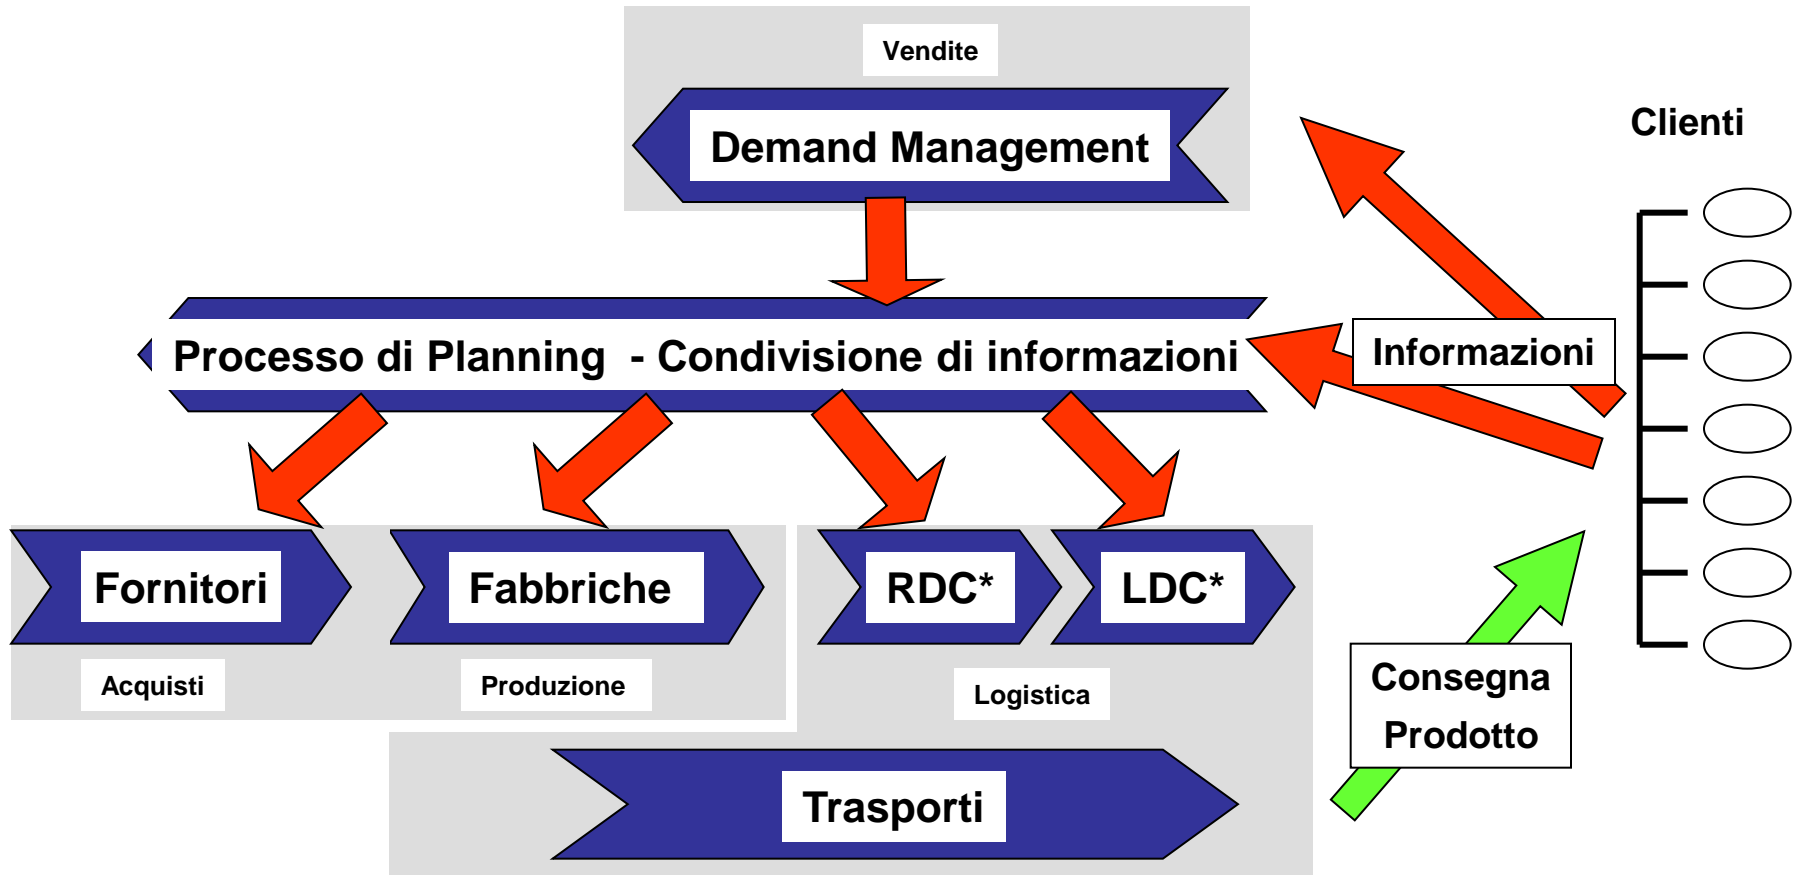 Vendite
Demand Management
Clienti
Processo di Planning - Condivisione di informazioni
Informazioni
Fornitori
Fabbriche
RDC*
LDC*
Acquisti
Produzione
Logistica
Consegna
Prodotto
Trasporti